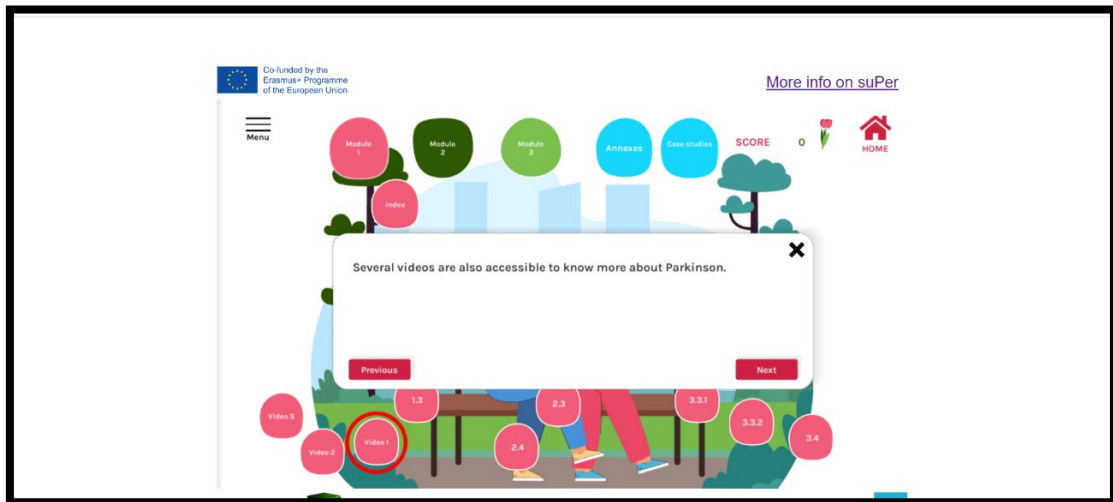 Co-funded by the
Erasmus+ Programme
of the European Union
More info on suPer
Menu
Module
1
Module
2
Module
3
Annexes
Case studies
SCORE
0
HOME
Index
Several videos are also accessible to know more about Parkinson.
Previous
Next
1.3
2.3
3.3.1
Video 3
3.3.2
Video 1
3.4
Video 2
2.4